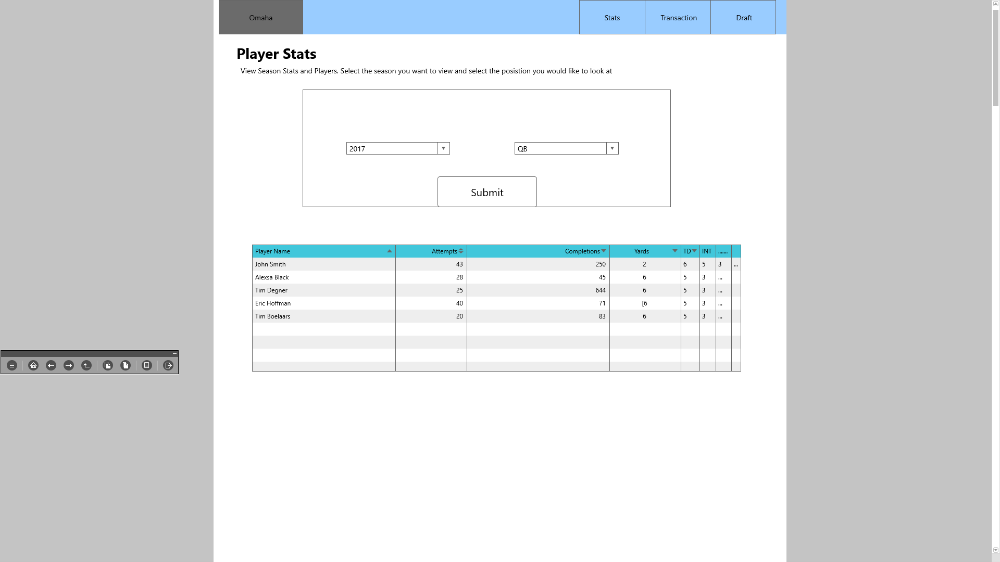 Omaha Stats Transaction Draft
Player Stats
View Season Stats and Players. Select the season you want to view and select the posistion you would like to look at
2017 QB
Submit
Player Name Attempts Completions Yards TD INT .......
John Smith 43 250 2 6 5 3 ...
Alexsa Black 28 45 6 5 3 ...
Tim Degner 25 644 6 5 3 ...
Eric Hoffman 40 71 [6 5 3 ...
Tim Boelaars 20 83 6 5 3 ...